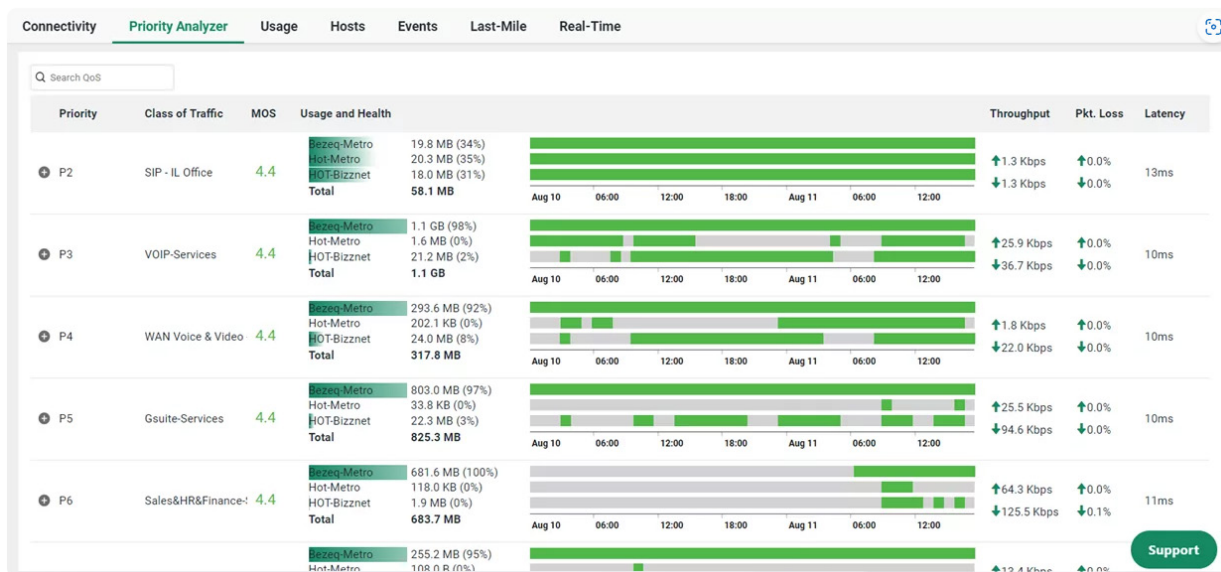 Connectivity Priority Analyzer Usage Hosts Events Last-Mile Real-Time
Search QoS
Priority Class of Traffic MOS Usage and Health Throughput Pkt. Loss Latency
Bezeq-Metro 19.8 MB (34%)
Hot-Metro 20.3 MB (35%)
HOT-Bizznet 18.0 MB (31%)
Total 58.1 MB
P2 SIP - IL Office 4.4
1.3 Kbps 0.0%
1.3 Kbps 0.0%
13ms
Aug 10 06:00 12:00 18:00 Aug 11 06:00 12:00
Bezeq-Metro 1.1 GB (98%)
Hot-Metro 1.6 MB (0%)
HOT-Bizznet 21.2 MB (2%)
Total 1.1 GB
P3 VOIP-Services 4.4
25.9 Kbps 0.0%
36.7 Kbps 0.0%
10ms
Aug 10 06:00 12:00 18:00 Aug 11 06:00 12:00
Bezeq-Metro 293.6 MB (92%)
Hot-Metro 202.1 KB (0%)
HOT-Bizznet 24.0 MB (8%)
Total 317.8 MB
P4 WAN Voice & Video 4.4
1.8 Kbps 0.0%
22.0 Kbps 0.0%
10ms
Aug 10 06:00 12:00 18:00 Aug 11 06:00 12:00
Bezeq-Metro 803.0 MB (97%)
Hot-Metro 33.8 KB (0%)
HOT-Bizznet 22.3 MB (3%)
Total 825.3 MB
P5 Gsuite-Services 4.4
25.5 Kbps 0.0%
94.6 Kbps 0.0%
10ms
Aug 10 06:00 12:00 18:00 Aug 11 06:00 12:00
Bezeq-Metro 681.6 MB (100%)
Hot-Metro 118.0 KB (0%)
HOT-Bizznet 1.9 MB (0%)
Total 683.7 MB
P6 Sales&HR&Finance- 4.4
64.3 Kbps 0.0%
125.5 Kbps 0.1%
11ms
Aug 10 06:00 12:00 18:00 Aug 11 06:00 12:00
Bezeq-Metro 255.2 MB (95%)
Hot-Metro 108.0 B (0%)
13.4 Kbps 0.0%
Support